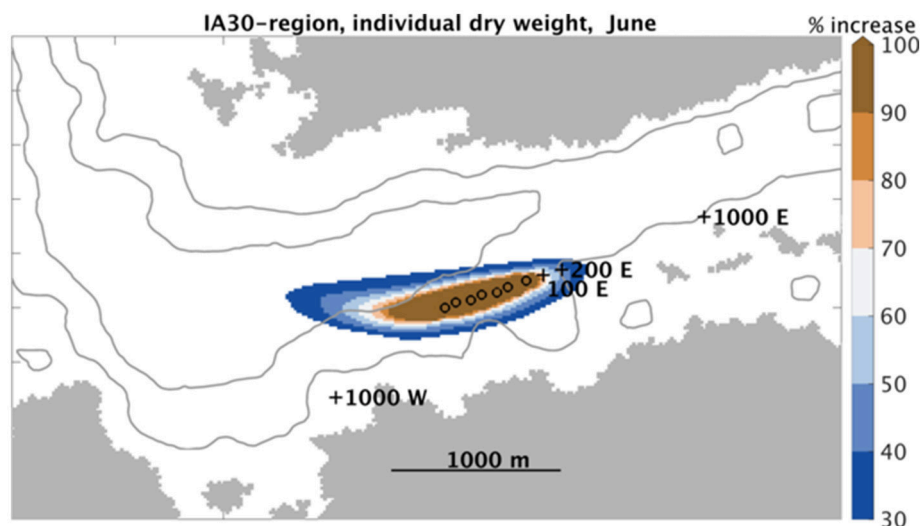 IA30-region, individual dry weight, June
% increase
100
90
80
+1000 E
70
++200 E
100 E
60
50
+1000 W
40
1000 m
30